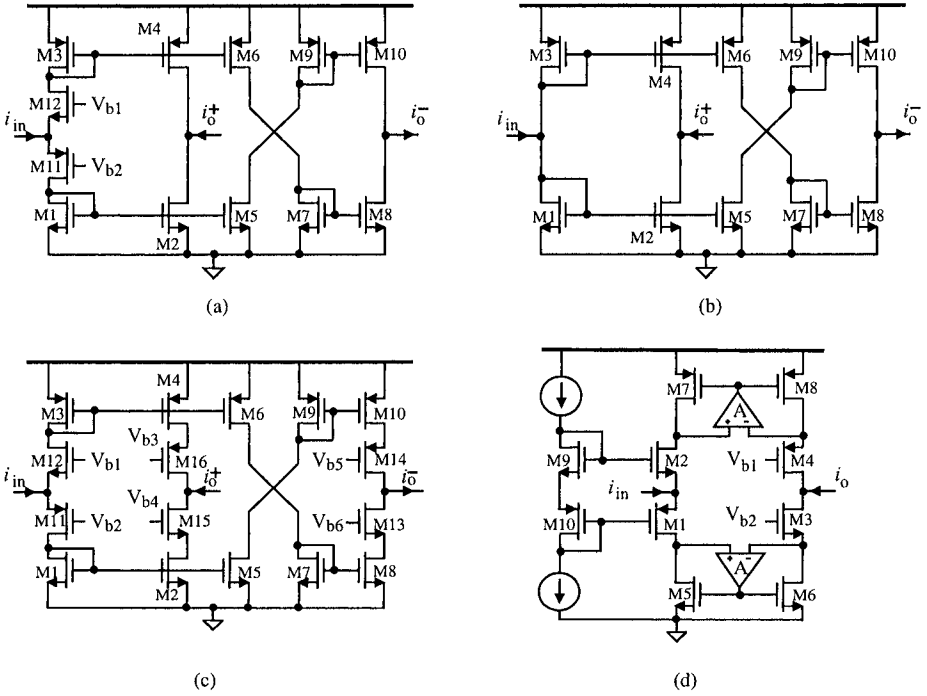 M4
M3 M6 M9 M10
M12 Vb1
iin io+ io-
M11 Vb2
M1 M5 M7 M8
M2
(a)
M3 M6 M9 M10
M4
iin io+ io-
M1 M5 M7 M8
M2
(b)
M4
M3 M6 M9 M10
Vb3
M12 Vb1 M16 Vb5 M14
iin io+ io-
Vb4
M11 Vb2 M15 Vb6 M13
M1 M5 M7 M8
M2
(c)
M7 M8
A
+ -
M9 M2 Vb1 M4
iin io
M10 M1 Vb2 M3
+ -
A
M5 M6
(d)